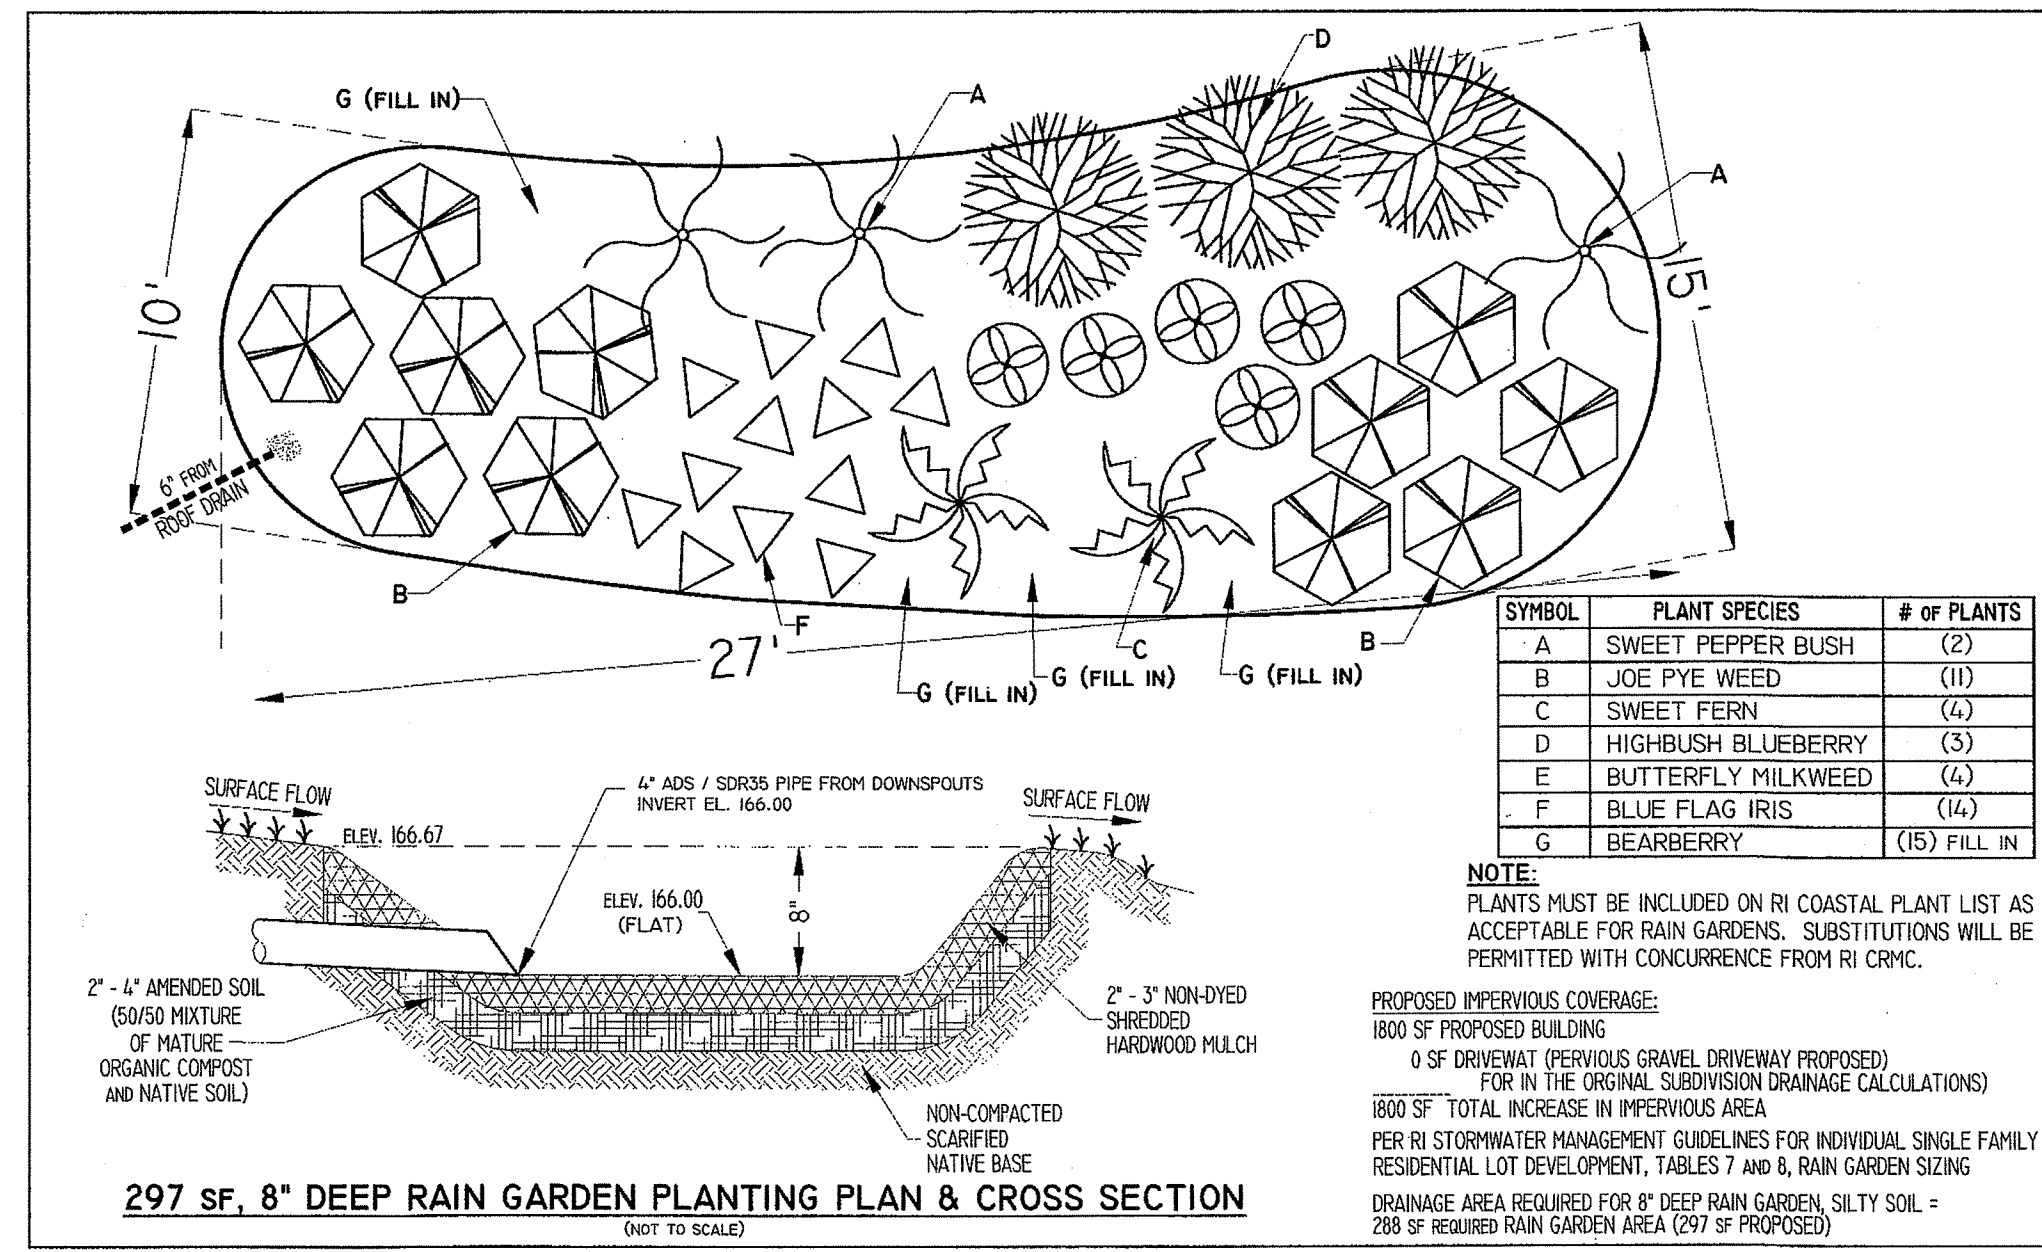 G (FILL IN)
A
D
A
10'
15'
6" FROM
ROOF DRAIN
B
F
27'
G (FILL IN)
G (FILL IN)
C
G (FILL IN)
B
SYMBOL PLANT SPECIES # OF PLANTS
A SWEET PEPPER BUSH (2)
B JOE PYE WEED (11)
C SWEET FERN (4)
D HIGHBUSH BLUEBERRY (3)
E BUTTERFLY MILKWEED (4)
F BLUE FLAG IRIS (14)
G BEARBERRY (15) FILL IN
NOTE:
PLANTS MUST BE INCLUDED ON RI COASTAL PLANT LIST AS
ACCEPTABLE FOR RAIN GARDENS. SUBSTITUTIONS WILL BE
PERMITTED WITH CONCURRENCE FROM RI CRMC.
PROPOSED IMPERVIOUS COVERAGE:
1800 SF PROPOSED BUILDING
0 SF DRIVEWAT (PERVIOUS GRAVEL DRIVEWAY PROPOSED)
FOR IN THE ORGINAL SUBDIVISION DRAINAGE CALCULATIONS)
1800 SF TOTAL INCREASE IN IMPERVIOUS AREA
PER RI STORMWATER MANAGEMENT GUIDELINES FOR INDIVIDUAL SINGLE FAMILY
RESIDENTIAL LOT DEVELOPMENT, TABLES 7 AND 8, RAIN GARDEN SIZING
DRAINAGE AREA REQUIRED FOR 8" DEEP RAIN GARDEN, SILTY SOIL =
288 SF REQUIRED RAIN GARDEN AREA (297 SF PROPOSED)
SURFACE FLOW
ELEV. 166.67
4" ADS / SDR35 PIPE FROM DOWNSPOUTS
INVERT EL. 166.00
SURFACE FLOW
ELEV. 166.00
(FLAT)
8"
2" - 4" AMENDED SOIL
(50/50 MIXTURE
OF MATURE
ORGANIC COMPOST
AND NATIVE SOIL)
2" - 3" NON-DYED
SHREDDED
HARDWOOD MULCH
NON-COMPACTED
SCARIFIED
NATIVE BASE
297 SF, 8" DEEP RAIN GARDEN PLANTING PLAN & CROSS SECTION
(NOT TO SCALE)